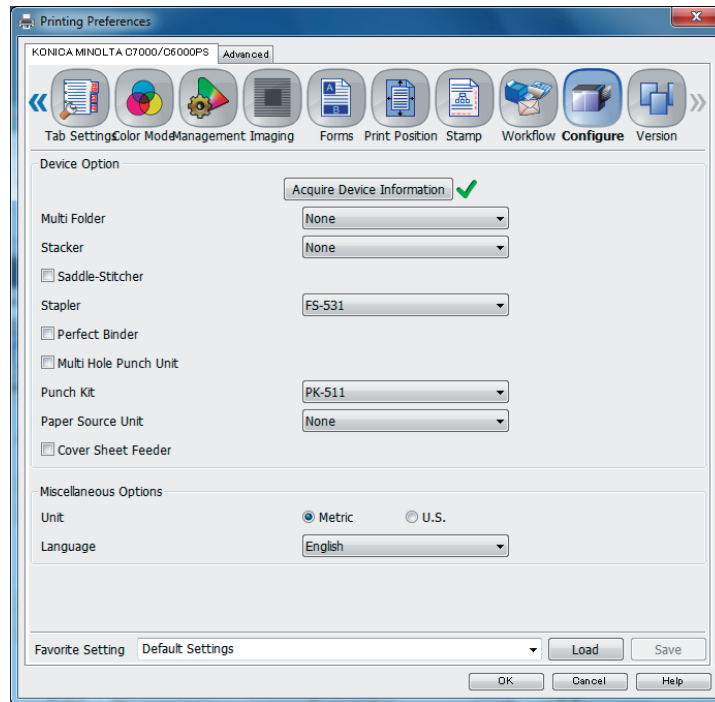 Printing Preferences
KONICA MINOLTA C7000/C6000PS Advanced
Tab Settings Color Mode Management Imaging Forms Print Position Stamp Workflow Configure Version
Device Option
Acquire Device Information
Multi Folder None
Stacker None
Saddle-Stitcher
Stapler FS-531
Perfect Binder
Multi Hole Punch Unit
Punch Kit PK-511
Paper Source Unit None
Cover Sheet Feeder
Miscellaneous Options
Unit Metric U.S.
Language English
Favorite Setting Default Settings Load Save
OK Cancel Help